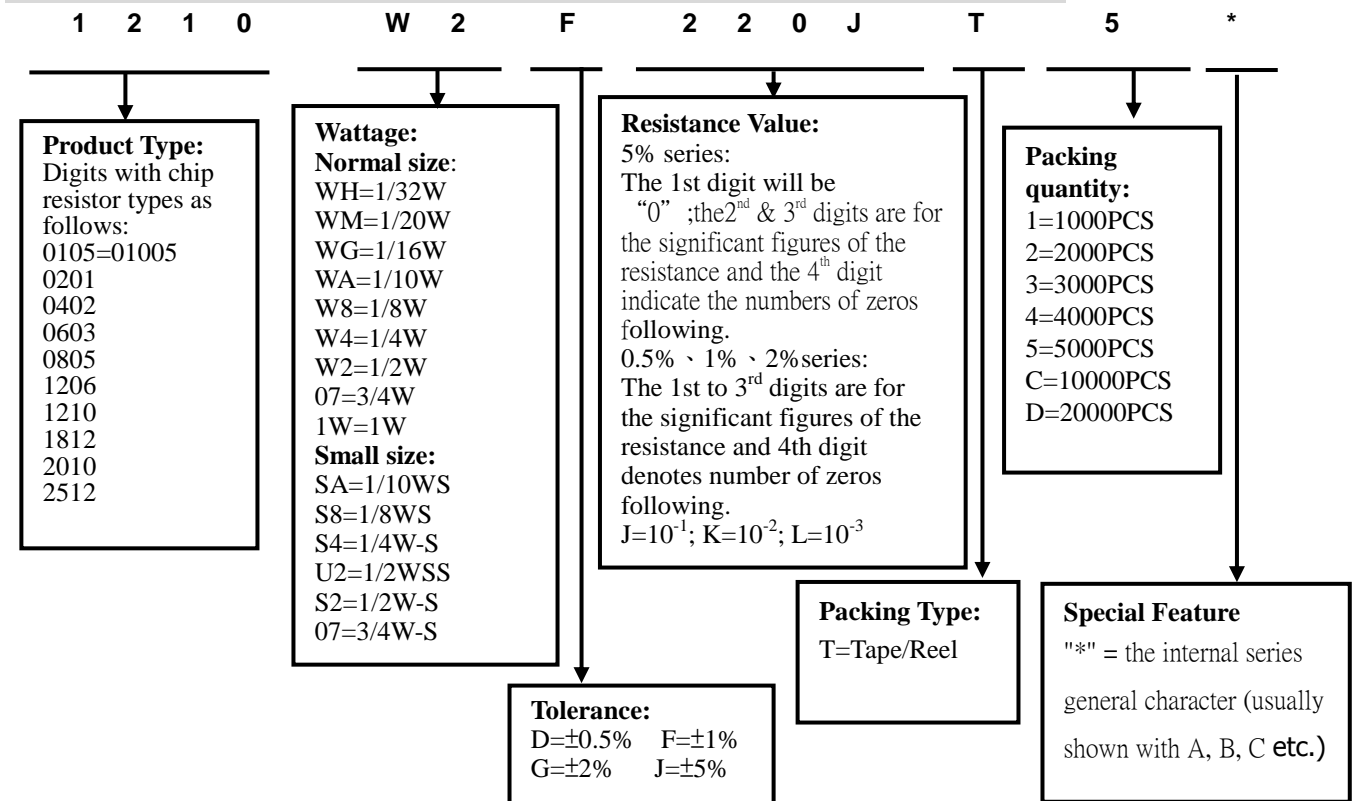 1 2 1 0 W 2 F 2 2 0 J T 5 *
Product Type:
Digits with chip
resistor types as
follows:
0105=01005
0201
0402
0603
0805
1206
1210
1812
2010
2512
Wattage:
Normal size:
WH=1/32W
WM=1/20W
WG=1/16W
WA=1/10W
W8=1/8W
W4=1/4W
W2=1/2W
07=3/4W
1W=1W
Small size:
SA=1/10WS
S8=1/8WS
S4=1/4W-S
U2=1/2WSS
S2=1/2W-S
07=3/4W-S
Tolerance:
D=±0.5% F=±1%
G=±2% J=±5%
Resistance Value:
5% series:
The 1st digit will be
“0” ;the2nd & 3rd digits are for
the significant figures of the
resistance and the 4th digit
indicate the numbers of zeros
following.
0.5%、1%、2%series:
The 1st to 3rd digits are for
the significant figures of the
resistance and 4th digit
denotes number of zeros
following.
J=10-1; K=10-2; L=10-3
Packing Type:
T=Tape/Reel
Packing
quantity:
1=1000PCS
2=2000PCS
3=3000PCS
4=4000PCS
5=5000PCS
C=10000PCS
D=20000PCS
Special Feature
"*" = the internal series
general character (usually
shown with A, B, C etc.)